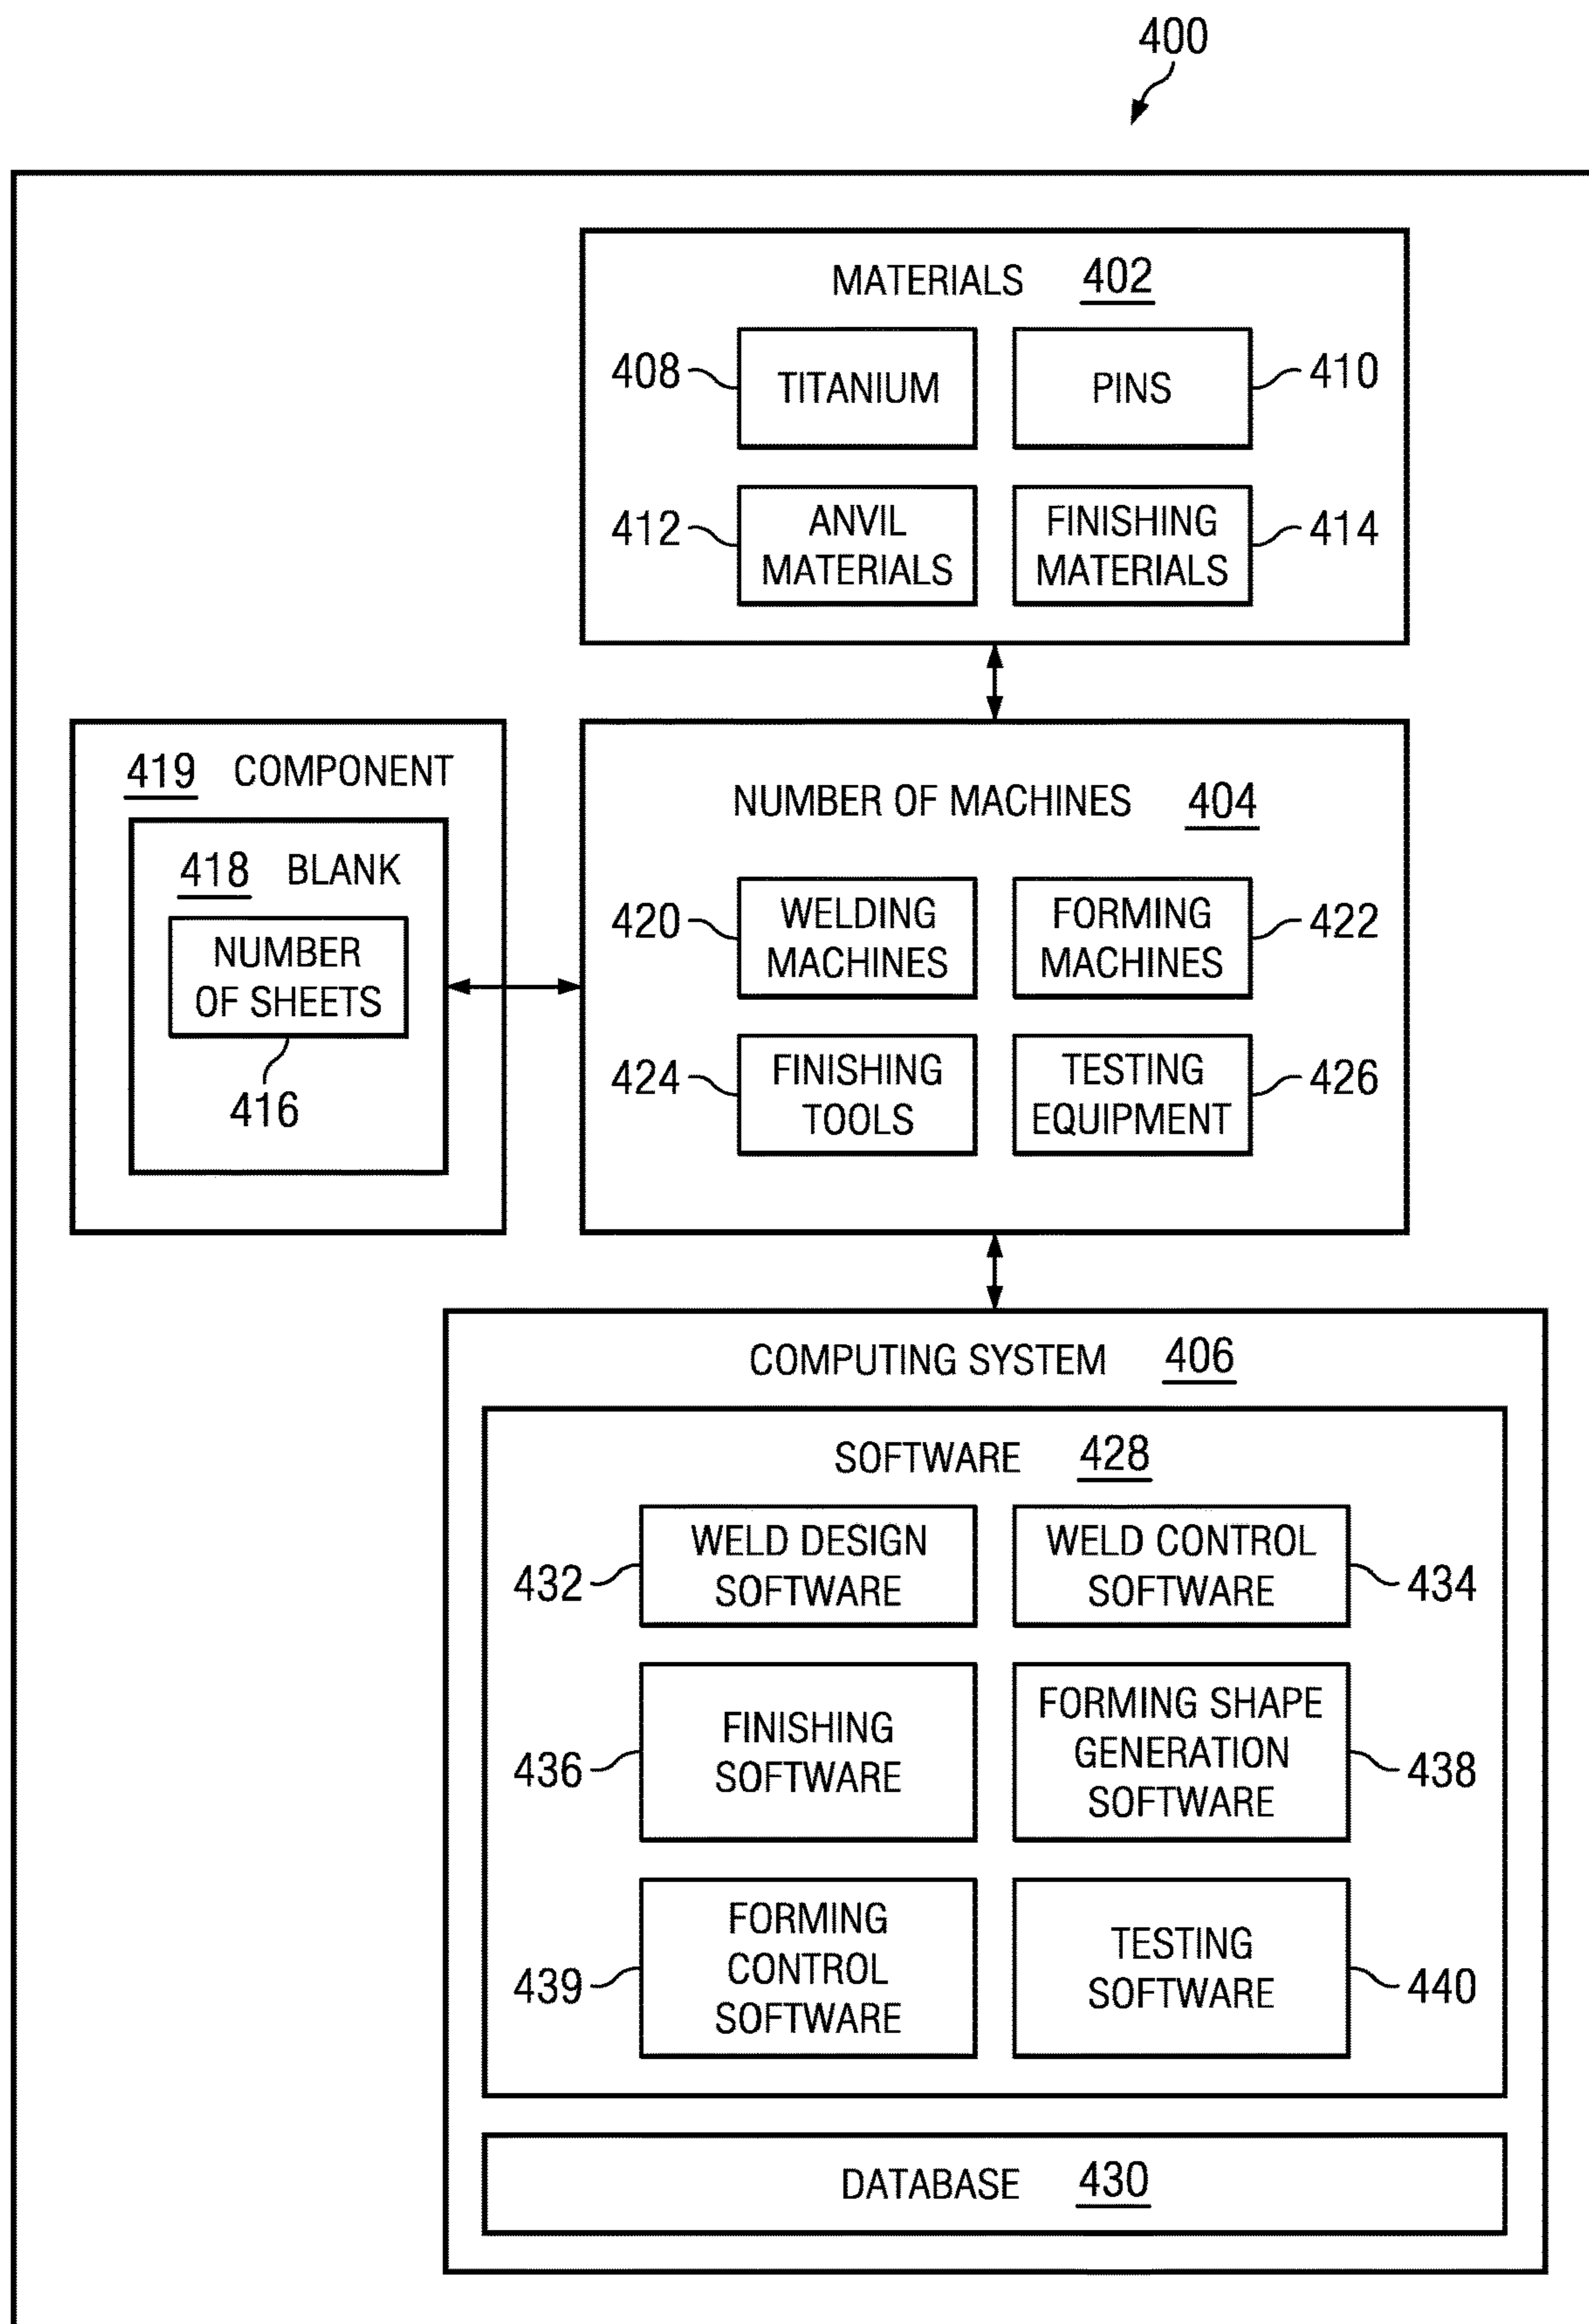 400
MATERIALS 402
408 TITANIUM
PINS 410
412 ANVIL
MATERIALS
FINISHING
MATERIALS 414
419 COMPONENT
418 BLANK
NUMBER
OF SHEETS
416
NUMBER OF MACHINES 404
420 WELDING
MACHINES
FORMING
MACHINES 422
424 FINISHING
TOOLS
TESTING
EQUIPMENT 426
COMPUTING SYSTEM 406
SOFTWARE 428
WELD DESIGN
432 SOFTWARE
WELD CONTROL
SOFTWARE 434
FINISHING
436 SOFTWARE
FORMING SHAPE
GENERATION 438
SOFTWARE
FORMING
439 CONTROL
SOFTWARE
TESTING
SOFTWARE 440
DATABASE 430